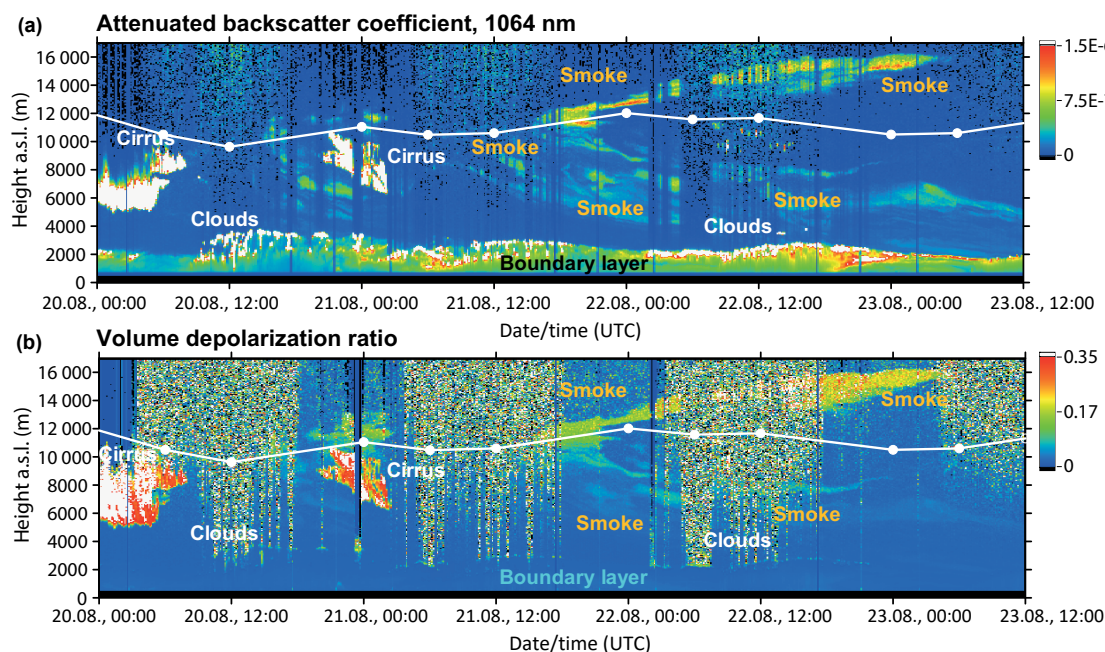 (a) Attenuated backscatter coefficient, 1064 nm
Height a.s.l. (m)
16 000
14 000
12 000
10 000
8000
6000
4000
2000
0
Smoke
Smoke
Cirrus
Cirrus
Smoke
Clouds
Smoke
Smoke
Clouds
Boundary layer
7.5E-
0
20.08., 00:00
20.08., 12:00
21.08., 00:00
21.08., 12:00
22.08., 00:00
22.08., 12:00
23.08., 00:00
23.08., 12:00
Date/time (UTC)
(b) Volume depolarization ratio
Height a.s.l. (m)
16 000
14 000
12 000
10 000
8000
6000
4000
2000
0
Smoke
Smoke
Cirrus
Cirrus
Clouds
Smoke
Clouds
Smoke
Boundary layer
0.35
0.17
0
20.08., 00:00
20.08., 12:00
21.08., 00:00
21.08., 12:00
22.08., 00:00
22.08., 12:00
23.08., 00:00
23.08., 12:00
Date/time (UTC)